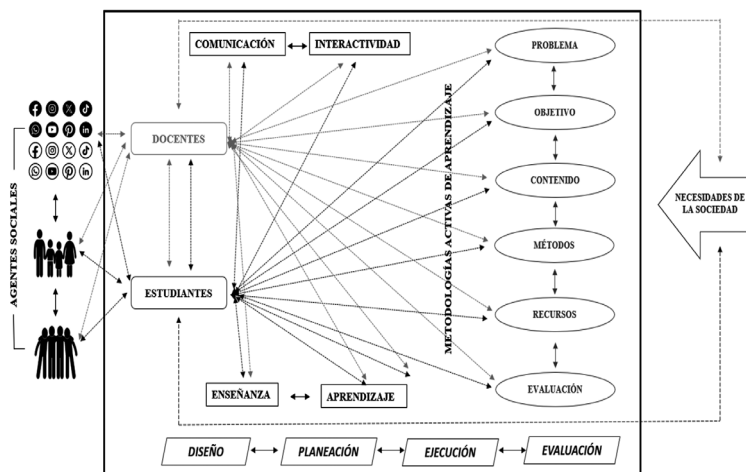 COMUNICACIÓN
INTERACTIVIDAD
DOCENTES
ESTUDIANTES
AGENTES SOCIALES
ENSEÑANZA
APRENDIZAJE
METODOLOGÍAS ACTIVAS DE APRENDIZAJE
PROBLEMA
OBJETIVO
CONTENIDO
MÉTODOS
RECURSOS
EVALUACIÓN
NECESIDADES DE
LA SOCIEDAD
DISEÑO
PLANEACIÓN
EJECUCIÓN
EVALUACIÓN